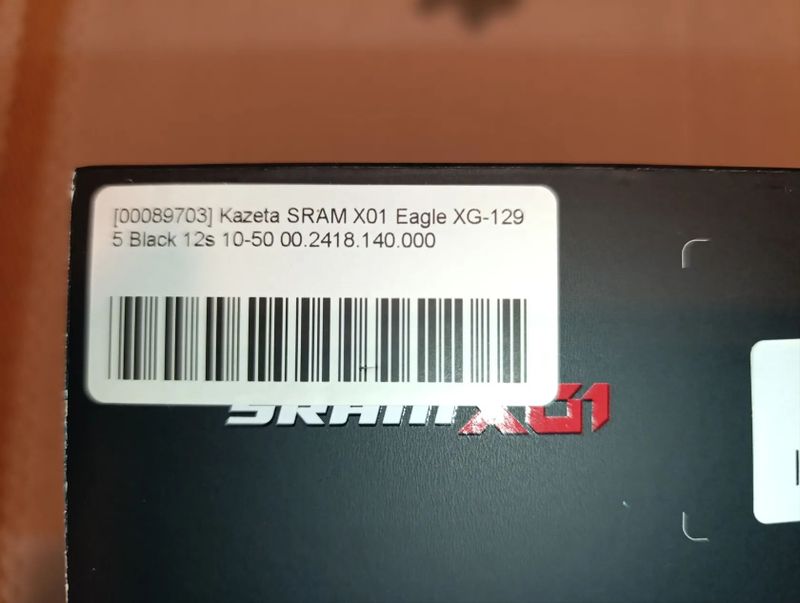 [00089703] Kazeta SRAM X01 Eagle XG-129
5 Black 12s 10-50 00.2418.140.000
SRAM X01